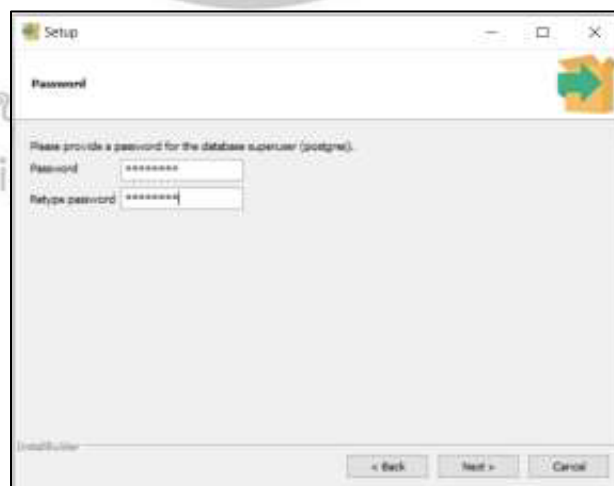 Setup
Password
Please provide a password for the database superuser (postgres).
Password ********
Retype password ********
InstallBuilder
< Back Next > Cancel